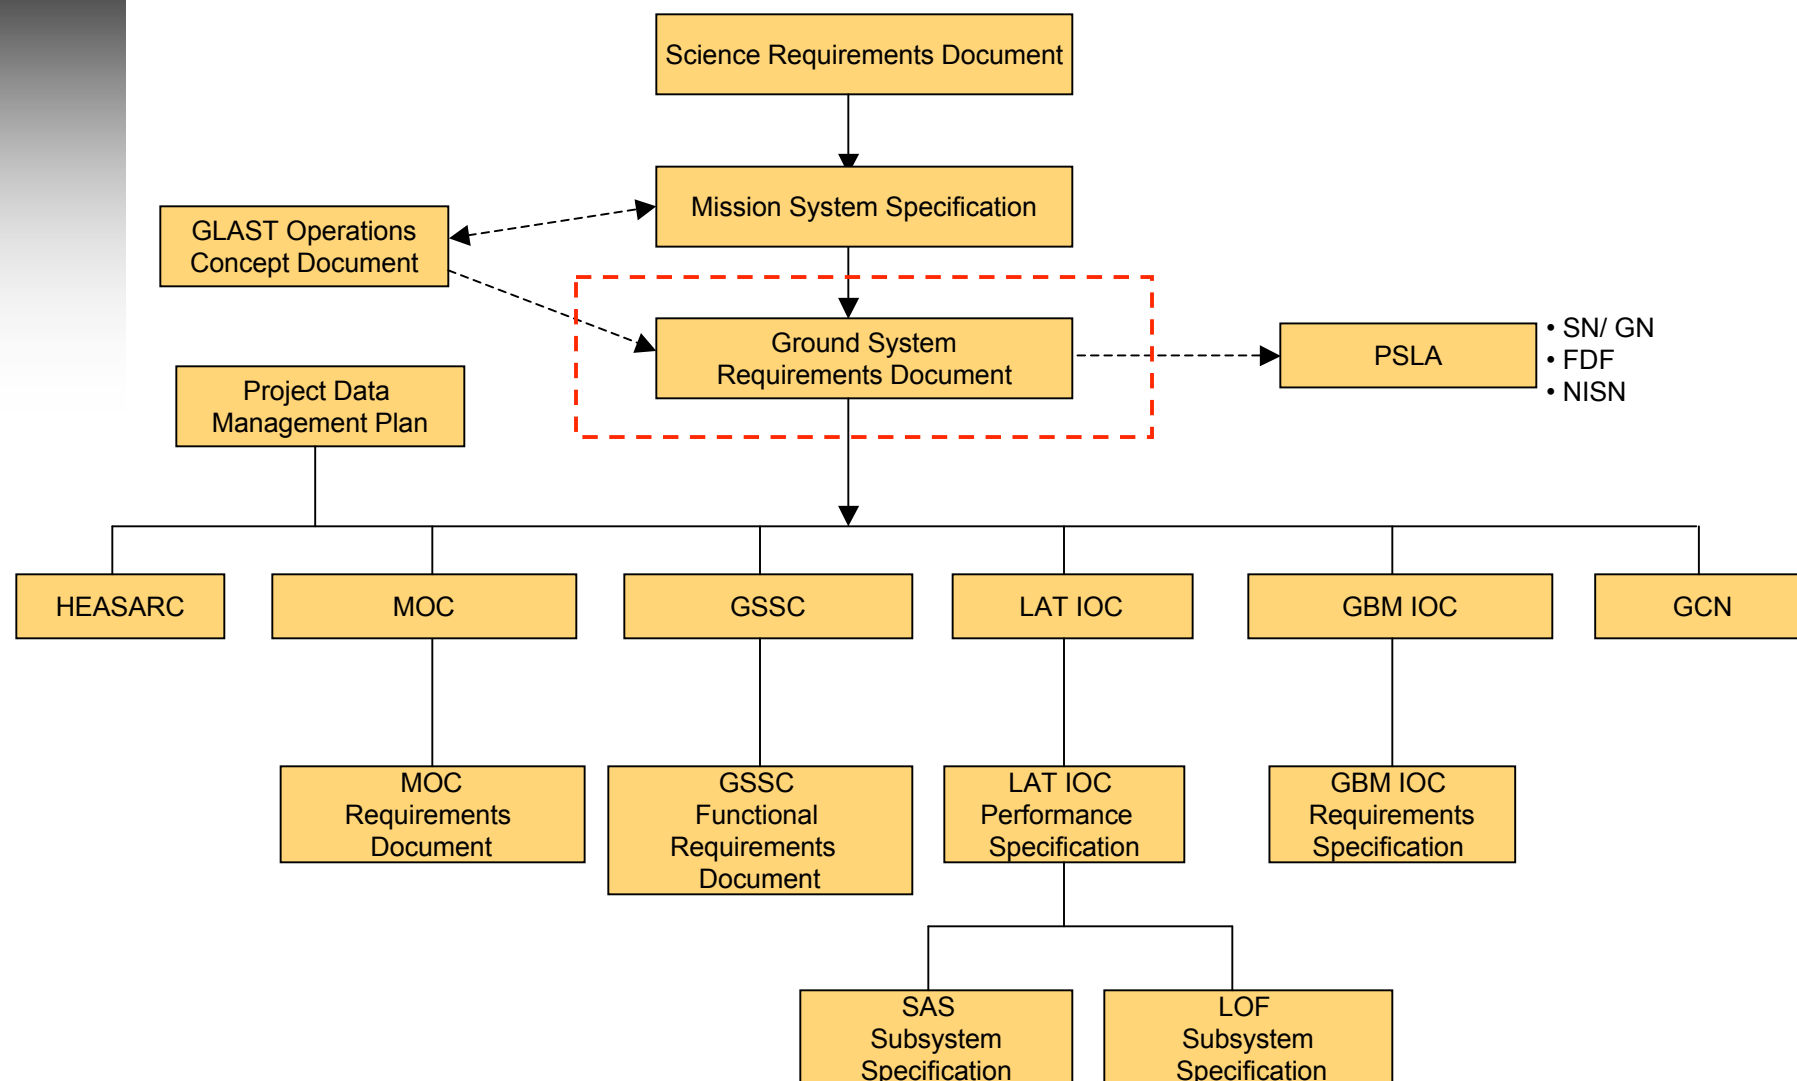 Science Requirements Document
Mission System Specification
GLAST Operations
Concept Document
Ground System
Requirements Document
PSLA
• SN/ GN
• FDF
• NISN
Project Data
Management Plan
HEASARC
MOC
GSSC
LAT IOC
GBM IOC
GCN
MOC
Requirements
Document
GSSC
Functional
Requirements
Document
LAT IOC
Performance
Specification
GBM IOC
Requirements
Specification
SAS
Subsystem
Specification
LOF
Subsystem
Specification